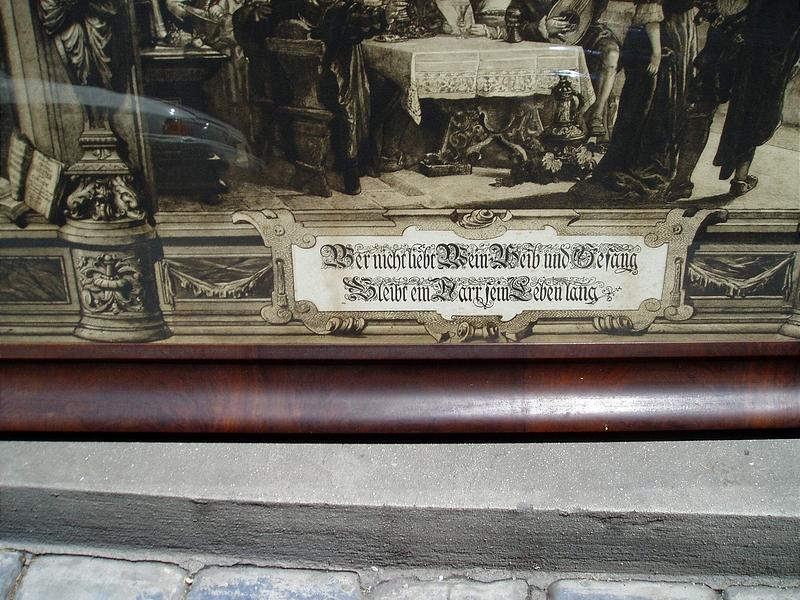 Wer nicht liebt Wein Weib und Gesang
Bleibt ein Narr sein Leben lang